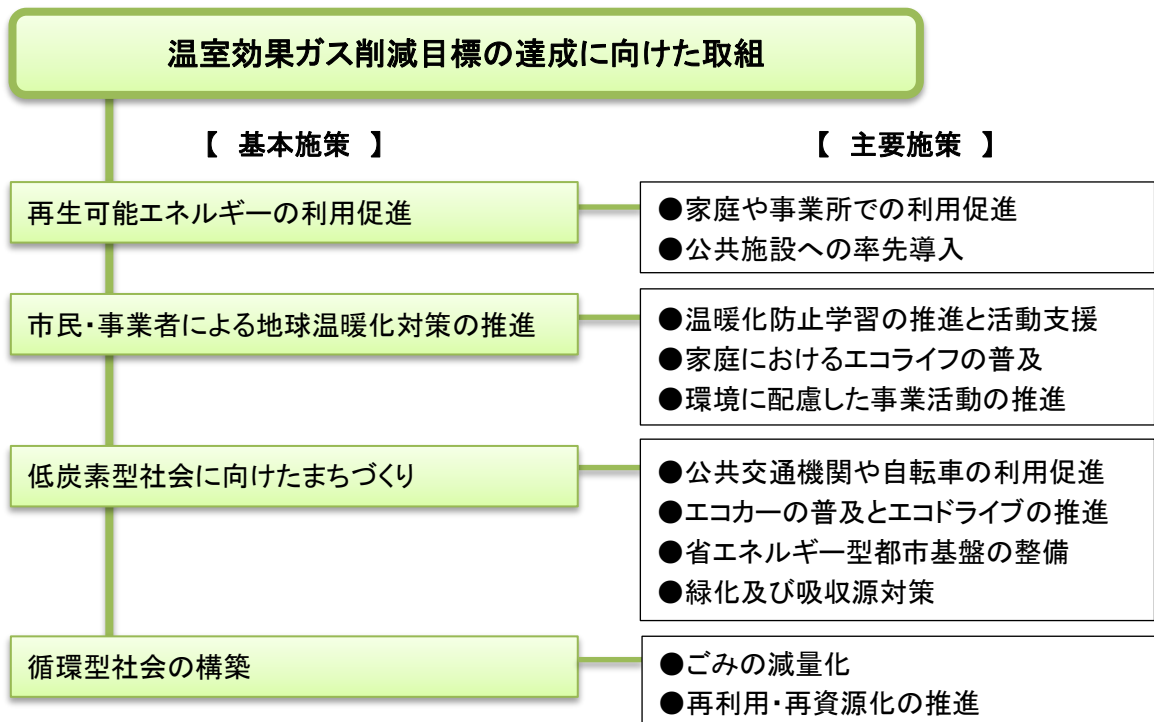 温室効果ガス削減目標の達成に向けた取組
【 基本施策 】
【 主要施策 】
再生可能エネルギーの利用促進
●家庭や事業所での利用促進
●公共施設への率先導入
市民・事業者による地球温暖化対策の推進
●温暖化防止学習の推進と活動支援
●家庭におけるエコライフの普及
●環境に配慮した事業活動の推進
低炭素型社会に向けたまちづくり
●公共交通機関や自転車の利用促進
●エコカーの普及とエコドライブの推進
●省エネルギー型都市基盤の整備
●緑化及び吸収源対策
循環型社会の構築
●ごみの減量化
●再利用・再資源化の推進